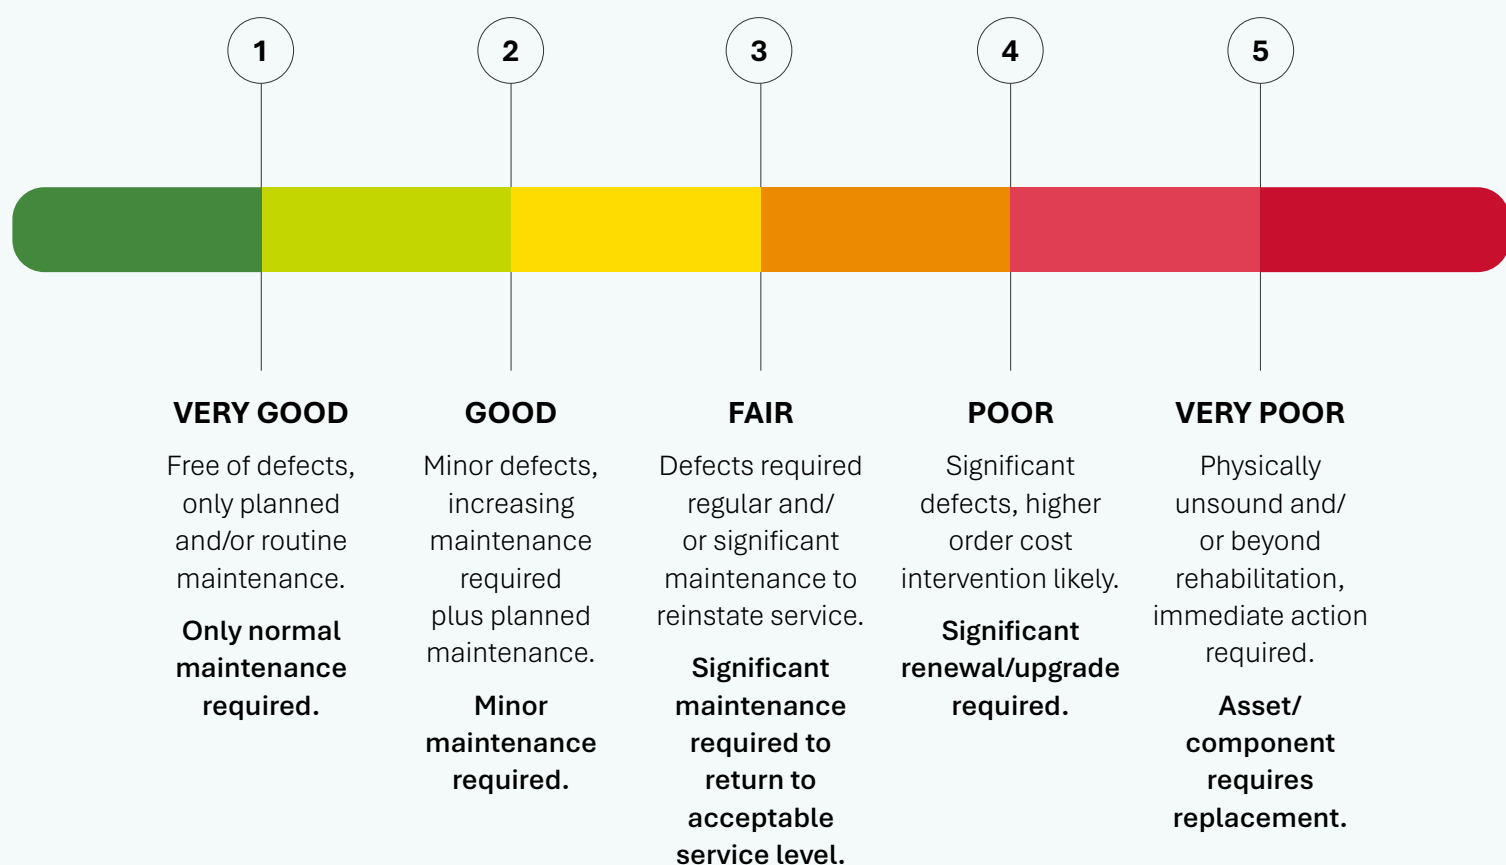 1
2
3
4
5
VERY GOOD
Free of defects,
only planned
and/or routine
maintenance.
Only normal
maintenance
required.
GOOD
Minor defects,
increasing
maintenance
required
plus planned
maintenance.
Minor
maintenance
required.
FAIR
Defects required
regular and/
or significant
maintenance to
reinstate service.
Significant
maintenance
required to
return to
acceptable
service level.
POOR
Significant
defects, higher
order cost
intervention likely.
Significant
renewal/upgrade
required.
VERY POOR
Physically
unsound and/
or beyond
rehabilitation,
immediate action
required.
Asset/
component
requires
replacement.